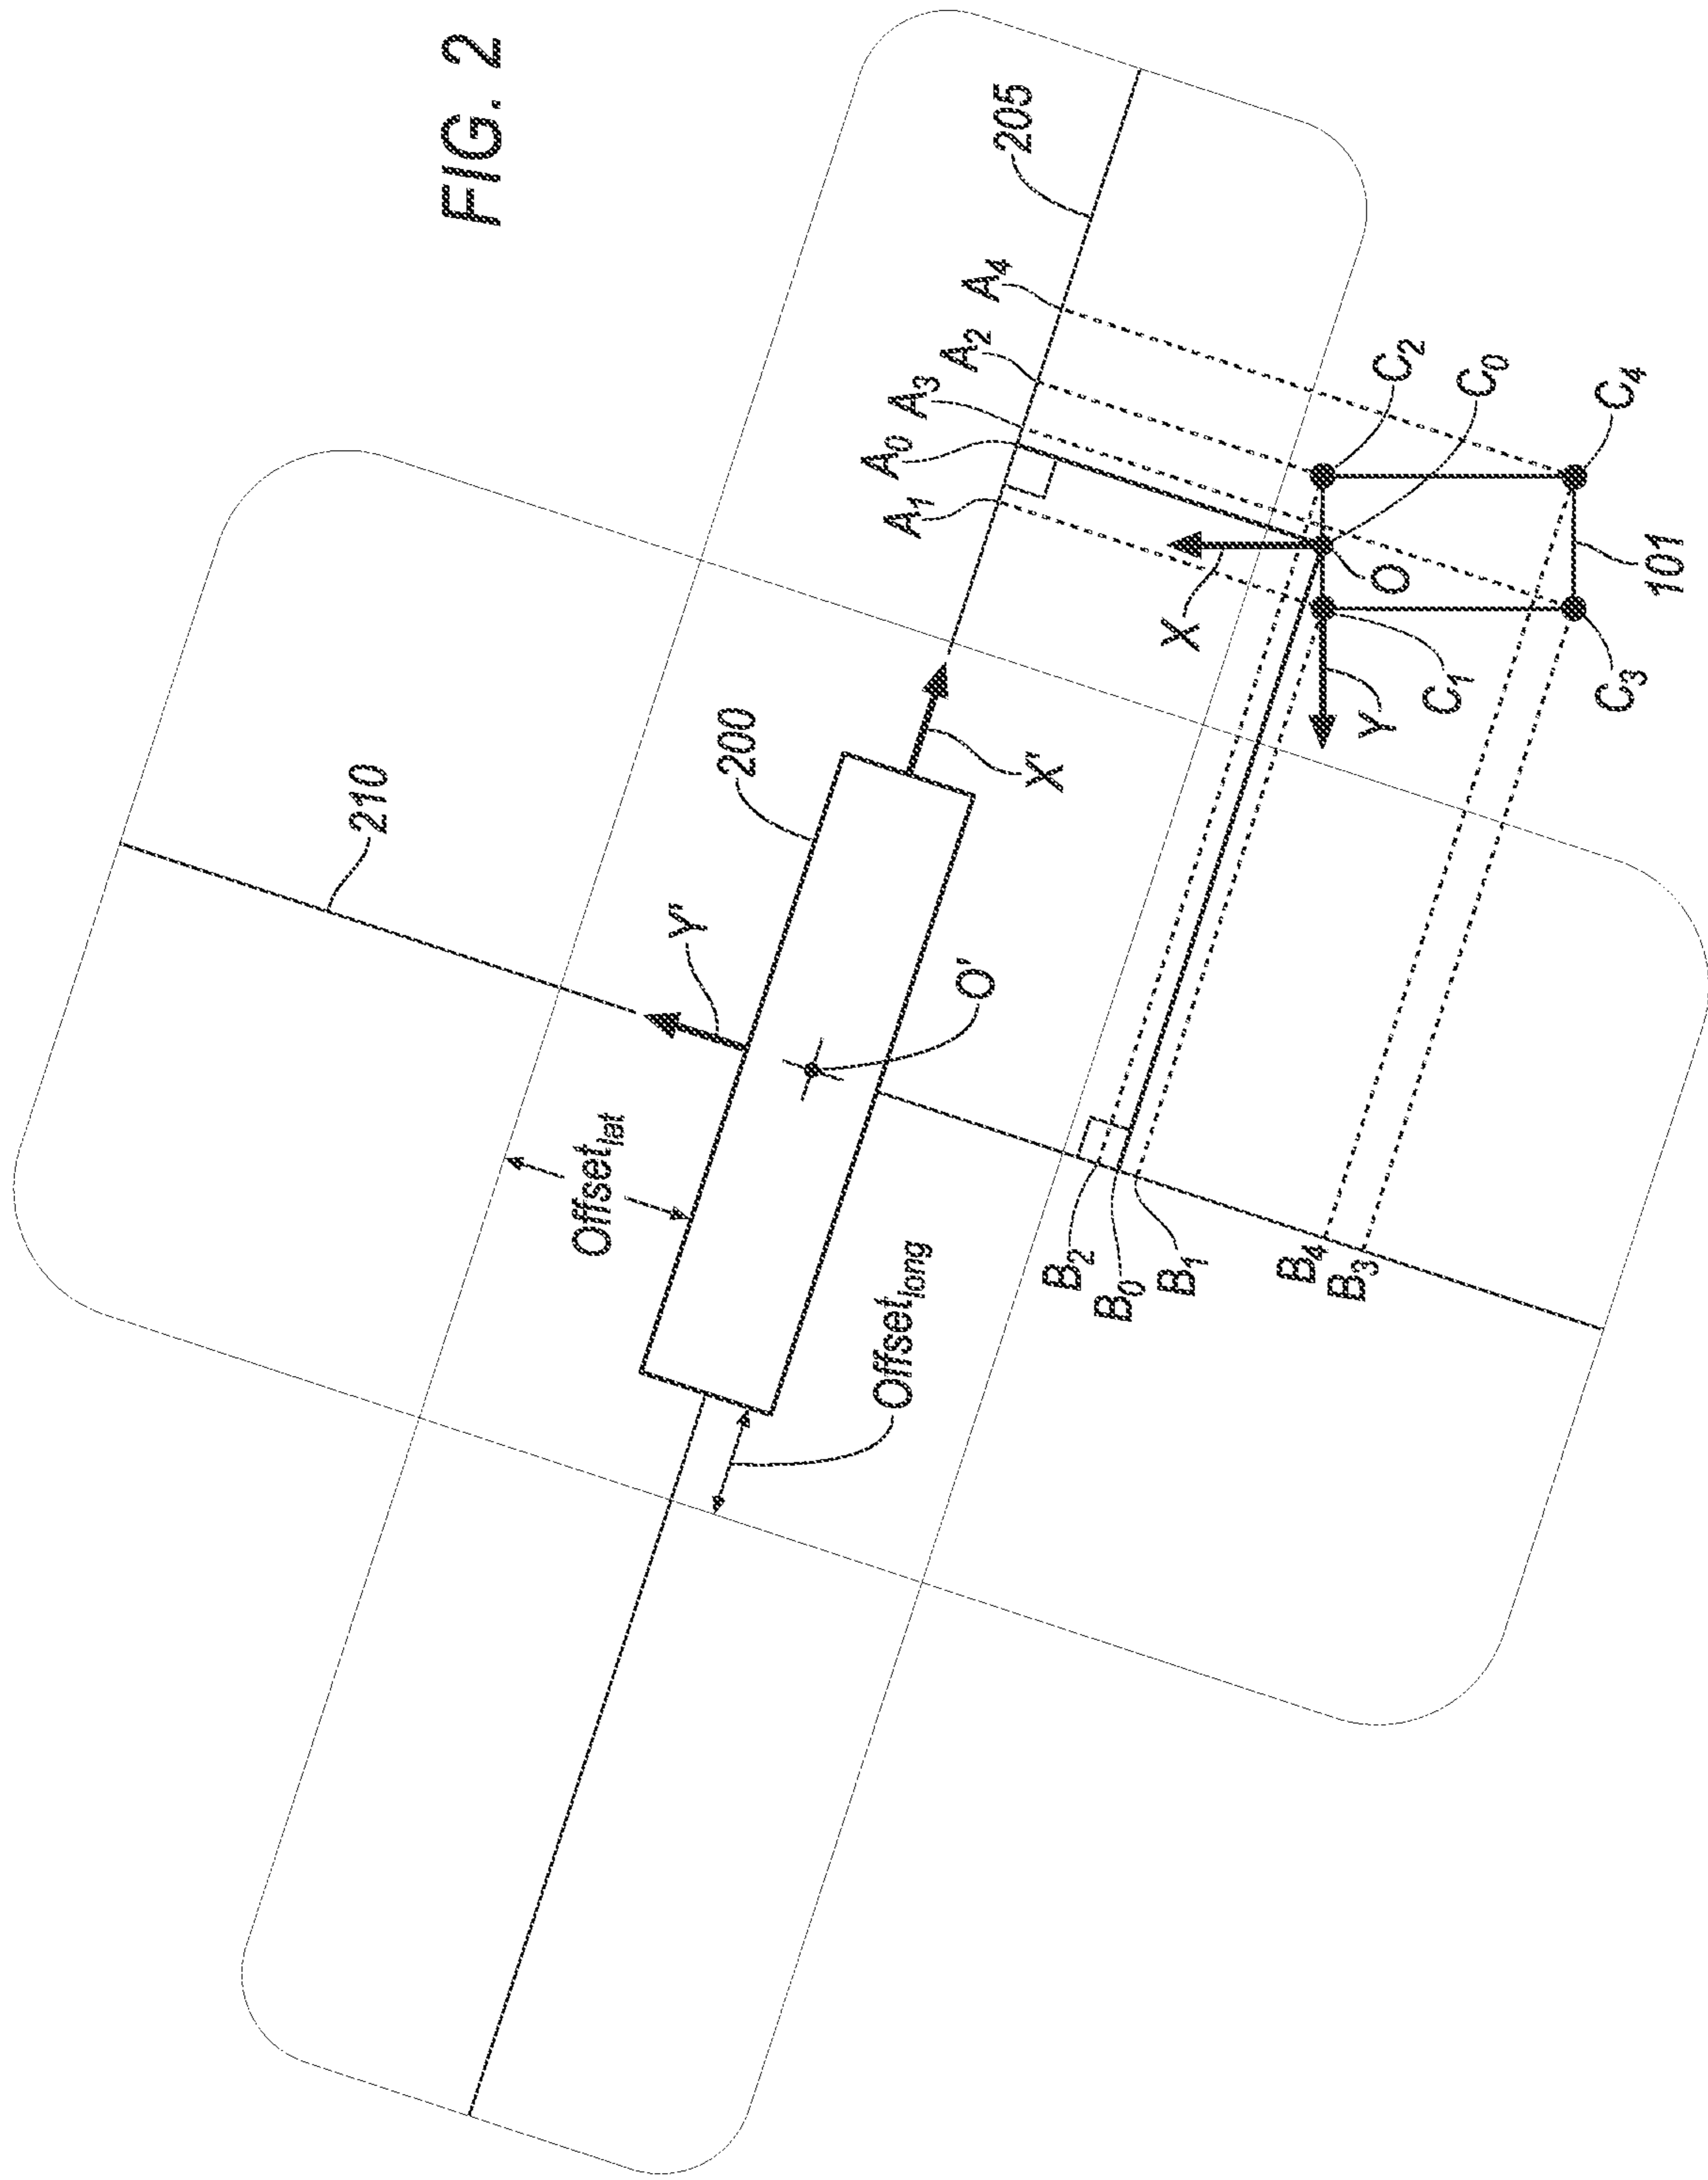 FIG. 2
205
A4
A2
A3
A0
A1
C2
C0
C4
X
O
101
Y
C1
C3
210
200
X'
Y'
O'
Offsetlat
Offsetlong
B2
B0
B1
B4
B3